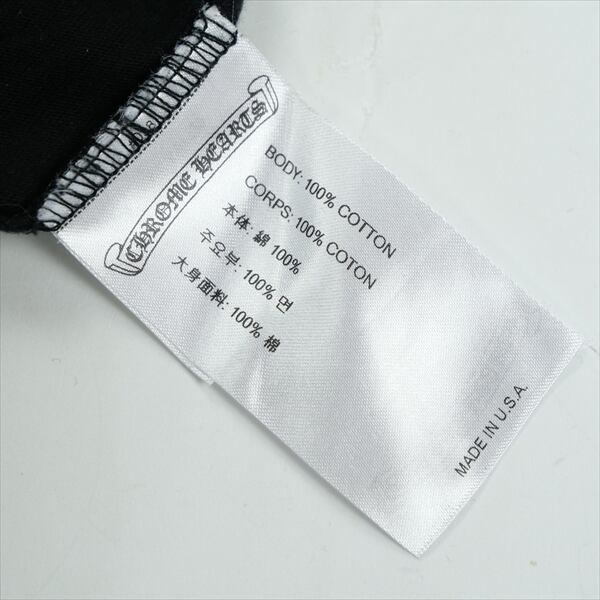 CHROME HEARTS
BODY: 100% COTTON
CORPS: 100% COTON
本体: 綿 100%
주요부: 100% 면
大身面料: 100% 棉
MADE IN U.S.A.